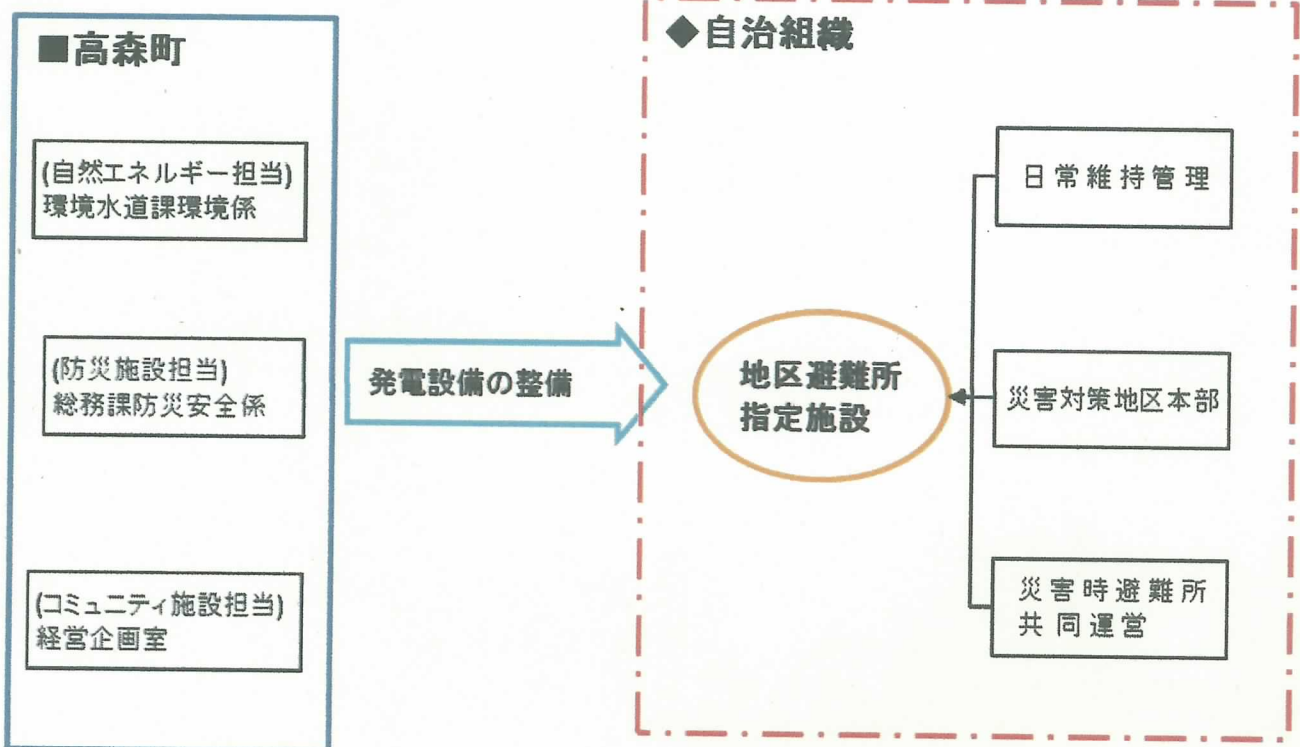 ■高森町
(自然エネルギー担当)
環境水道課環境係
(防災施設担当)
総務課防災安全係
(コミュニティ施設担当)
経営企画室
発電設備の整備
◆自治組織
地区避難所
指定施設
日常維持管理
災害対策地区本部
災害時避難所
共同運営